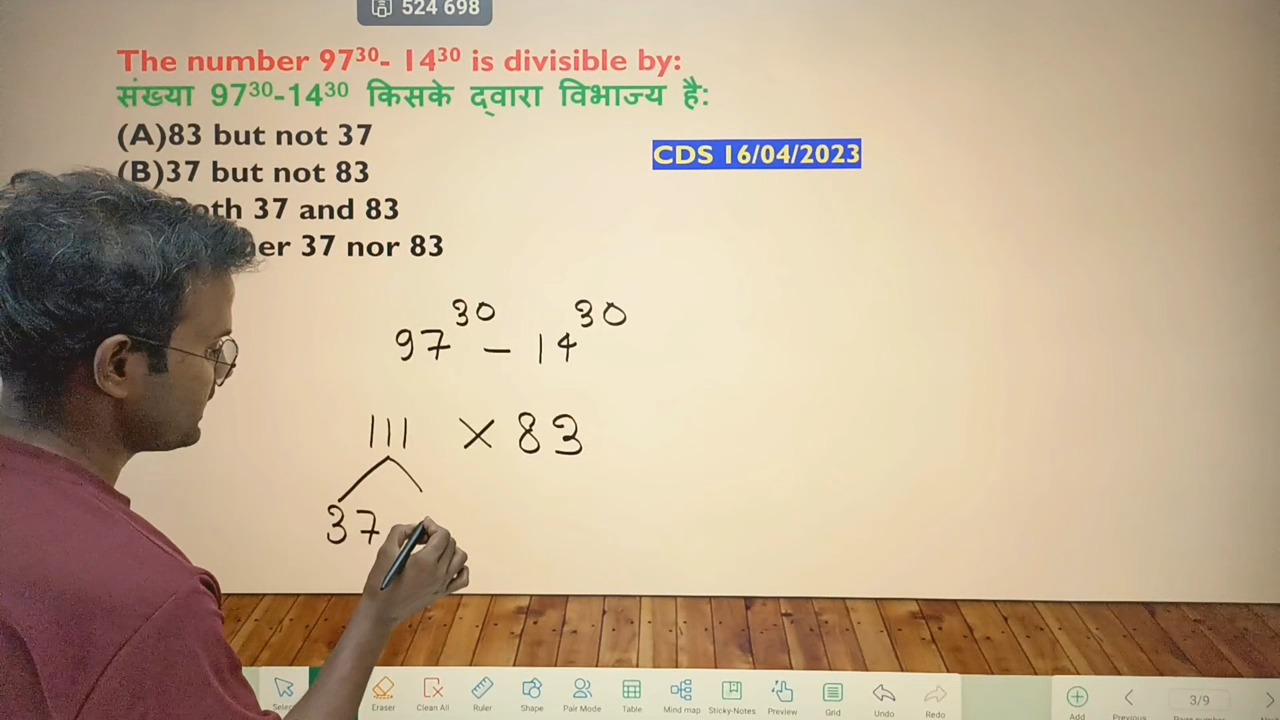 524 698
The number 97³⁰- 14³⁰ is divisible by:
संख्या 97³⁰-14³⁰ किसके द्वारा विभाज्य है:
(A)83 but not 37
CDS 16/04/2023
(B)37 but not 83
37 and 83
37 nor 83
97³⁰ - 14³⁰
111 × 83
37
Eraser Clean All Ruler Shape Pair Mode Table Mind map Sticky-Notes Preview Grid Undo Redo Add Previous 3/9